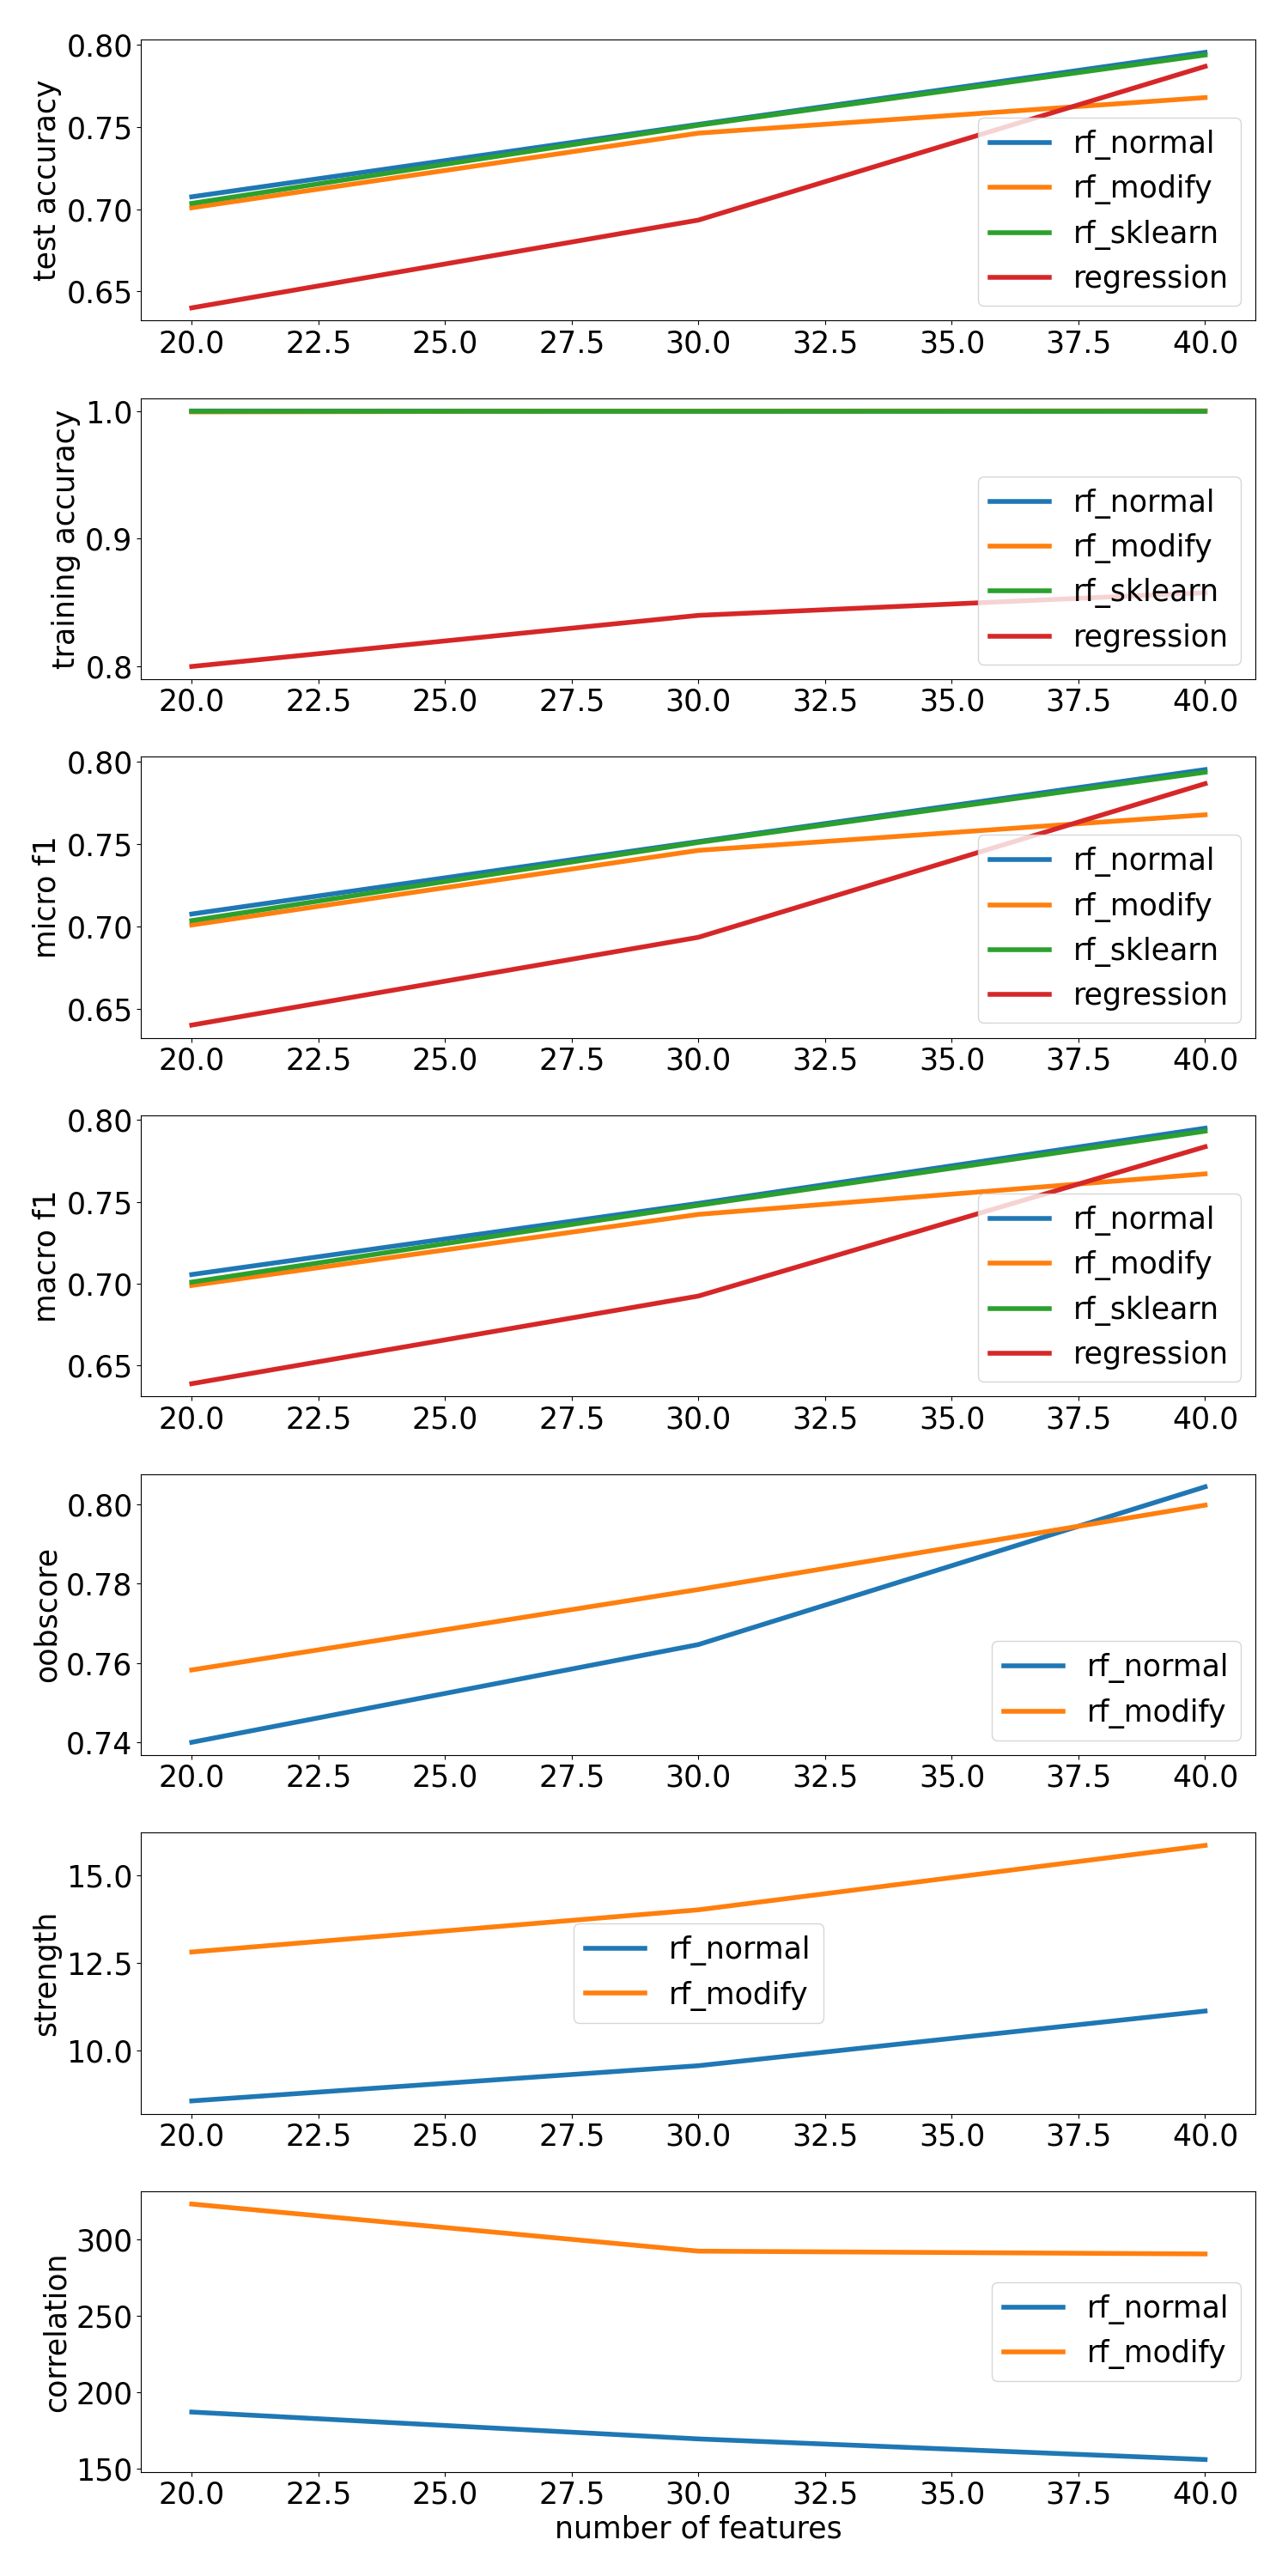 test accuracy
0.80
0.75
0.70
0.65
rf_normal
rf_modify
rf_sklearn
regression
20.0 22.5 25.0 27.5 30.0 32.5 35.0 37.5 40.0
training accuracy
1.0
0.9
0.8
rf_normal
rf_modify
rf_sklearn
regression
20.0 22.5 25.0 27.5 30.0 32.5 35.0 37.5 40.0
micro f1
0.80
0.75
0.70
0.65
rf_normal
rf_modify
rf_sklearn
regression
20.0 22.5 25.0 27.5 30.0 32.5 35.0 37.5 40.0
macro f1
0.80
0.75
0.70
0.65
rf_normal
rf_modify
rf_sklearn
regression
20.0 22.5 25.0 27.5 30.0 32.5 35.0 37.5 40.0
oobscore
0.80
0.78
0.76
0.74
rf_normal
rf_modify
20.0 22.5 25.0 27.5 30.0 32.5 35.0 37.5 40.0
strength
15.0
12.5
10.0
rf_normal
rf_modify
20.0 22.5 25.0 27.5 30.0 32.5 35.0 37.5 40.0
correlation
300
250
200
150
rf_normal
rf_modify
20.0 22.5 25.0 27.5 30.0 32.5 35.0 37.5 40.0
number of features